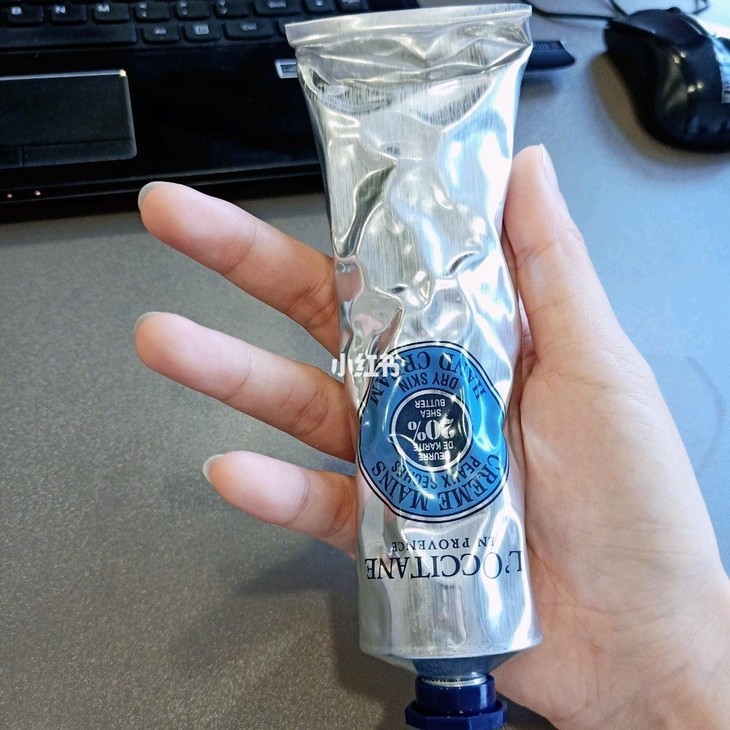 小红书
L'OCCITANE
EN PROVENCE
CREME MAINS
PEAUX SECHES
BEURRE
DE KARITE
20%
SHEA
BUTTER
DRY SKIN
HAND CREAM